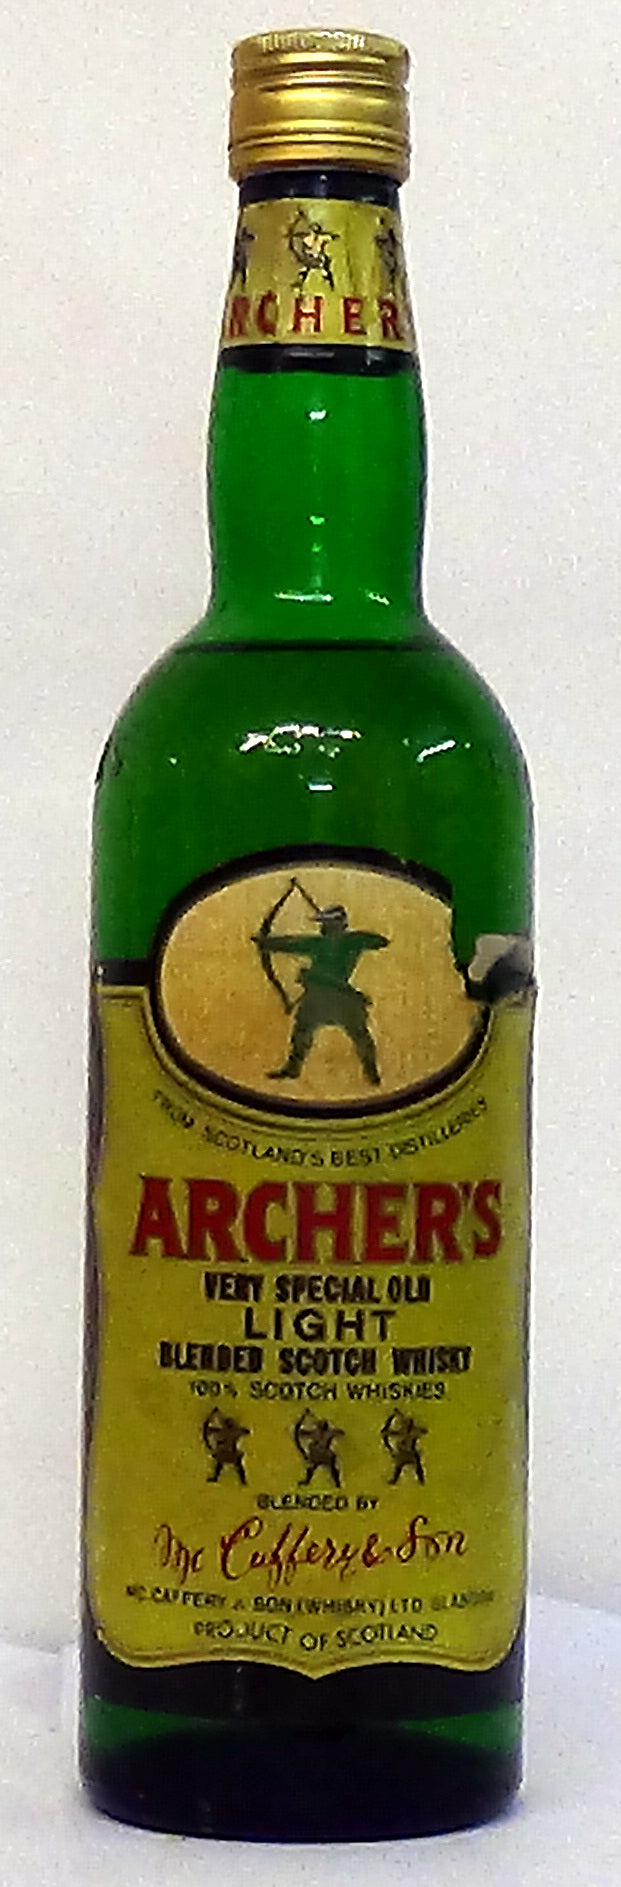 ARCHER
FROM SCOTLAND'S BEST DISTILLERIES
ARCHER'S
VERY SPECIAL OLD
LIGHT
BLENDED SCOTCH WHISKY
100% SCOTCH WHISKIES
BLENDED BY
Mc Caffery & Son
MC CAFFERY & SON (WHISKY) LTD
PRODUCT OF SCOTLAND